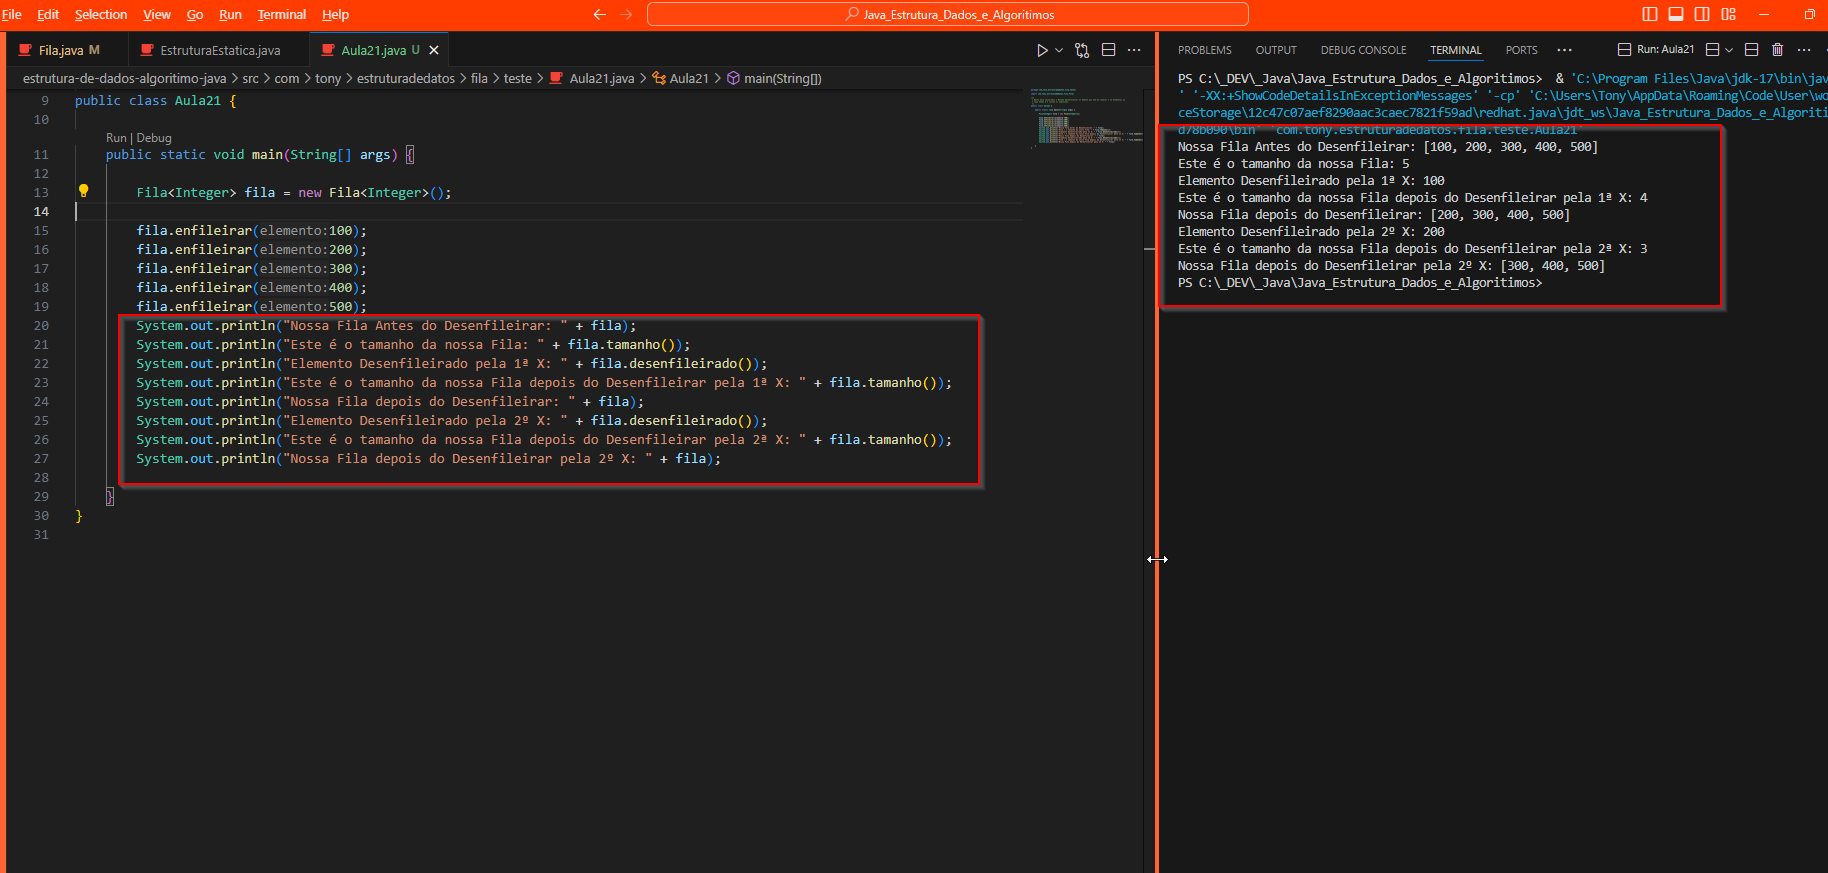 File Edit Selection View Go Run Terminal Help
Java_Estrutura_Dados_e_Algoritimos
Fila.java M
EstruturaEstatica.java
Aula21.java U
estrutura-de-dados-algoritimo-java > src > com > tony > estruturadedatos > fila > teste > Aula21.java > Aula21 > main(String[])
9 public class Aula21 {
10
Run | Debug
11 public static void main(String[] args) {
12
13 Fila<Integer> fila = new Fila<Integer>();
14
15 fila.enfileirar(elemento:100);
16 fila.enfileirar(elemento:200);
17 fila.enfileirar(elemento:300);
18 fila.enfileirar(elemento:400);
19 fila.enfileirar(elemento:500);
20 System.out.println("Nossa Fila Antes do Desenfileirar: " + fila);
21 System.out.println("Este é o tamanho da nossa Fila: " + fila.tamanho());
22 System.out.println("Elemento Desenfileirado pela 1ª X: " + fila.desenfileirado());
23 System.out.println("Este é o tamanho da nossa Fila depois do Desenfileirar pela 1ª X: " + fila.tamanho());
24 System.out.println("Nossa Fila depois do Desenfileirar: " + fila);
25 System.out.println("Elemento Desenfileirado pela 2º X: " + fila.desenfileirado());
26 System.out.println("Este é o tamanho da nossa Fila depois do Desenfileirar pela 2ª X: " + fila.tamanho());
27 System.out.println("Nossa Fila depois do Desenfileirar pela 2º X: " + fila);
28
29 }
30 }
31
PROBLEMS OUTPUT DEBUG CONSOLE TERMINAL PORTS
Run: Aula21
PS C:\_DEV\_Java\Java_Estrutura_Dados_e_Algoritimos> & 'C:\Program Files\Java\jdk-17\bin\jav
' '-XX:+ShowCodeDetailsInExceptionMessages' '-cp' 'C:\Users\Tony\AppData\Roaming\Code\User\wo
ceStorage\12c47c07aef8290aac3caec7821f59ad\redhat.java\jdt_ws\Java_Estrutura_Dados_e_Algoriti
d78b090\bin' 'com.tony.estruturadedatos.fila.teste.Aula21'
Nossa Fila Antes do Desenfileirar: [100, 200, 300, 400, 500]
Este é o tamanho da nossa Fila: 5
Elemento Desenfileirado pela 1ª X: 100
Este é o tamanho da nossa Fila depois do Desenfileirar pela 1ª X: 4
Nossa Fila depois do Desenfileirar: [200, 300, 400, 500]
Elemento Desenfileirado pela 2º X: 200
Este é o tamanho da nossa Fila depois do Desenfileirar pela 2ª X: 3
Nossa Fila depois do Desenfileirar pela 2º X: [300, 400, 500]
PS C:\_DEV\_Java\Java_Estrutura_Dados_e_Algoritimos>